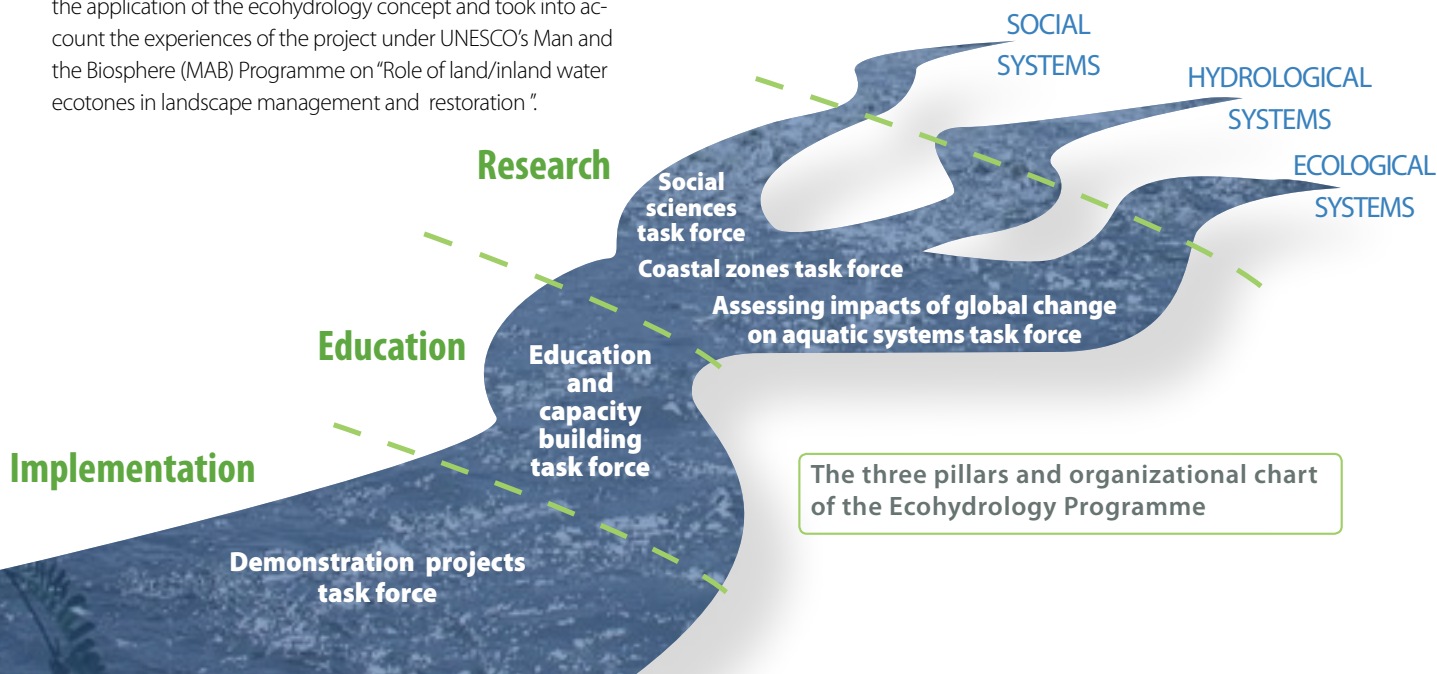 the application of the ecohydrology concept and took into ac-
count the experiences of the project under UNESCO's Man and
the Biosphere (MAB) Programme on "Role of land/inland water
ecotones in landscape management and restoration ".
SOCIAL
SYSTEMS
HYDROLOGICAL
SYSTEMS
ECOLOGICAL
SYSTEMS
Research
Social
sciences
task force
Coastal zones task force
Assessing impacts of global change
on aquatic systems task force
Education
Education
and
capacity
building
task force
Implementation
Demonstration projects
task force
The three pillars and organizational chart
of the Ecohydrology Programme